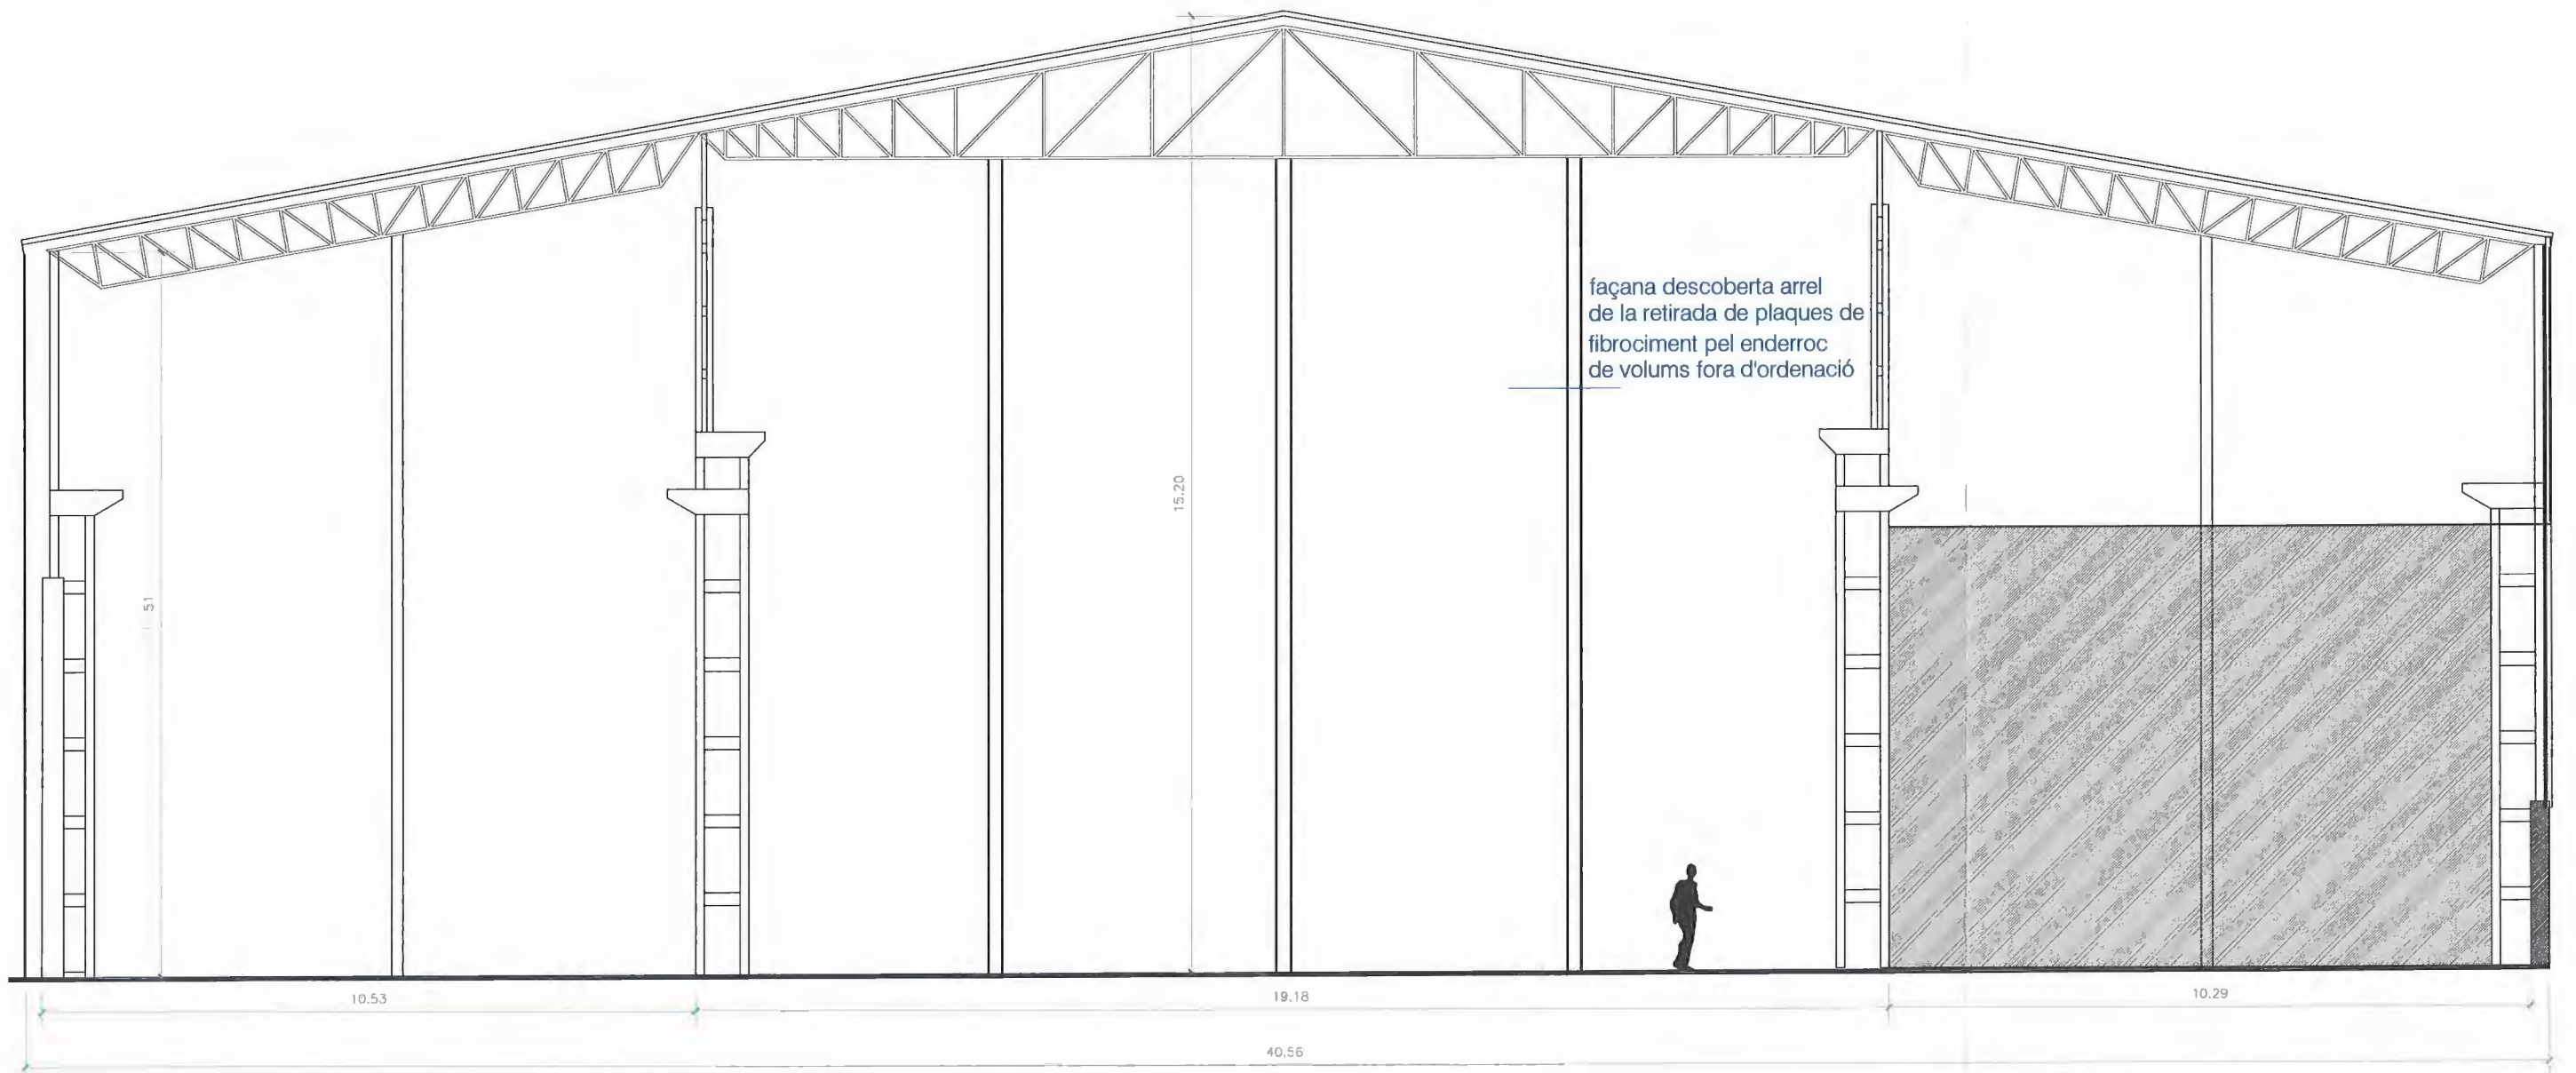 façana descoberta arrel
de la retirada de plaques de
fibrociment pel enderroc
de volums fora d'ordenació
15.20
51
10.53
19.18
10.29
40.56